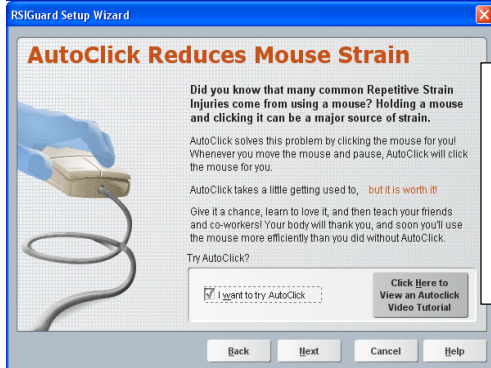 RSIGuard Setup Wizard
AutoClick Reduces Mouse Strain
Did you know that many common Repetitive Strain
Injuries come from using a mouse? Holding a mouse
and clicking it can be a major source of strain.
AutoClick solves this problem by clicking the mouse for you!
Whenever you move the mouse and pause, AutoClick will click
the mouse for you.
AutoClick takes a little getting used to, but it is worth it!
Give it a chance, learn to love it, and then teach your friends
and co-workers! Your body will thank you, and soon you'll use
the mouse more efficiently than you did without AutoClick.
Try AutoClick?
I want to try AutoClick
Click Here to
View an Autoclick
Video Tutorial
Back Next Cancel Help